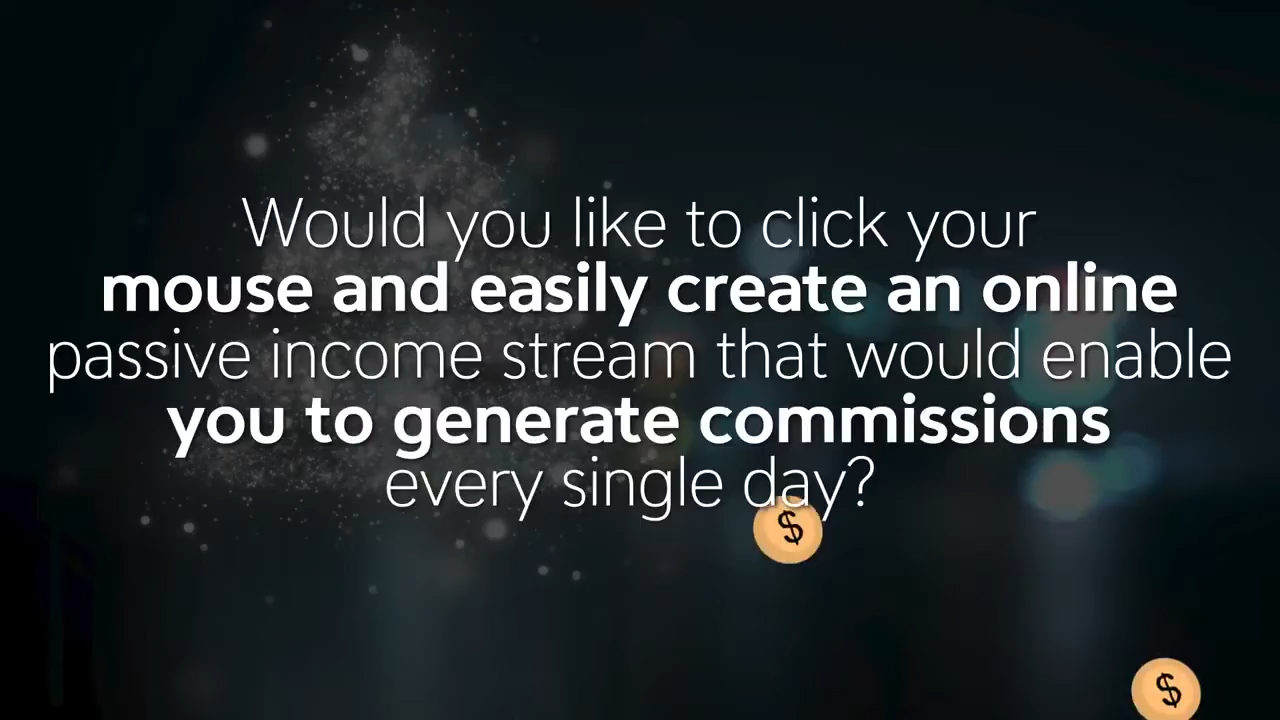 Would you like to click your
mouse and easily create an online
passive income stream that would enable
you to generate commissions
every single day?
$
$